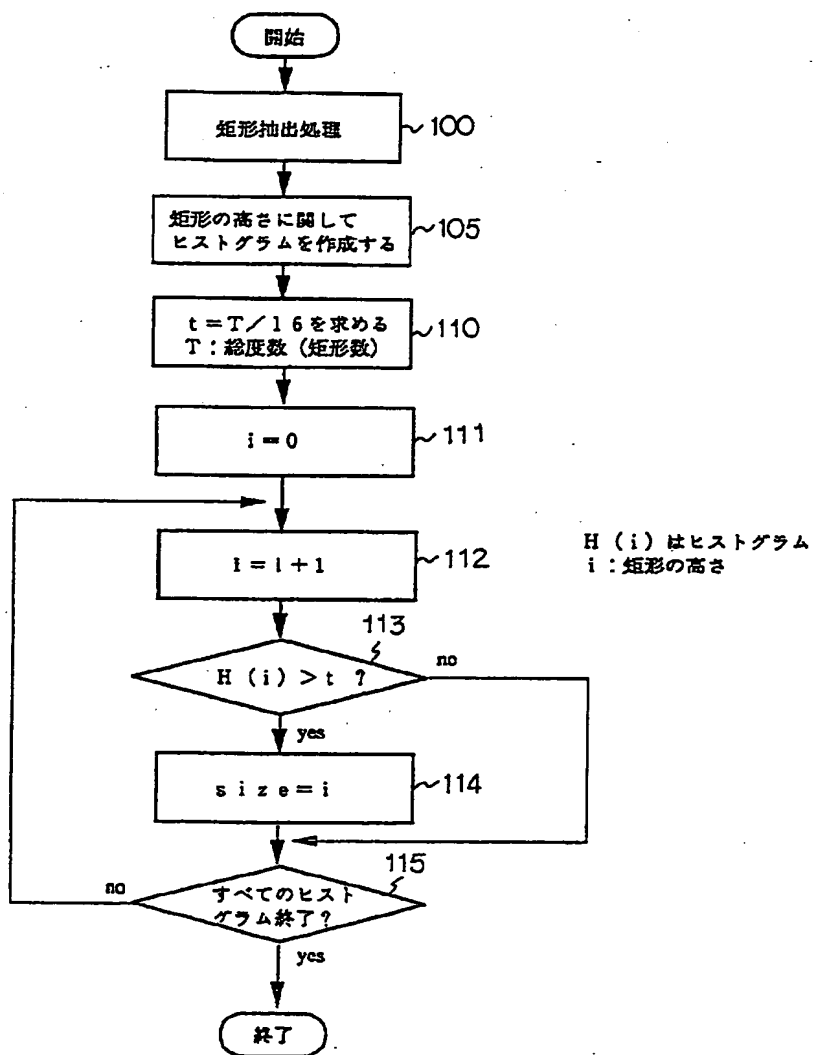 開始
矩形抽出処理
100
矩形の高さに関して
ヒストグラムを作成する
105
t=T/16を求める
T:総度数(矩形数)
110
i=0
111
i=i+1
112
H(i)はヒストグラム
i:矩形の高さ
113
H(i)>t ?
no
yes
size=i
114
115
すべてのヒスト
グラム終了?
no
yes
終了